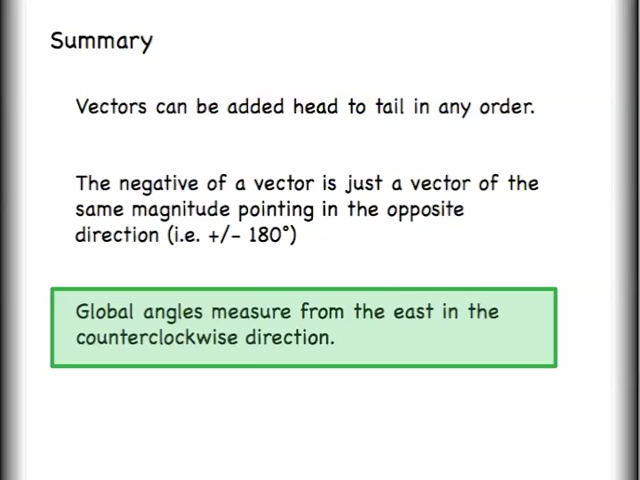 Summary
Vectors can be added head to tail in any order.
The negative of a vector is just a vector of the
same magnitude pointing in the opposite
direction (i.e. +/- 180°)
Global angles measure from the east in the
counterclockwise direction.